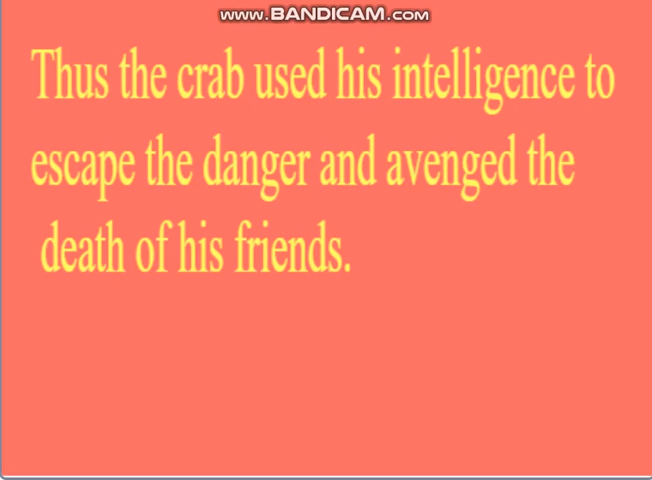 www.BANDICAM.com
Thus the crab used his intelligence to
escape the danger and avenged the
death of his friends.